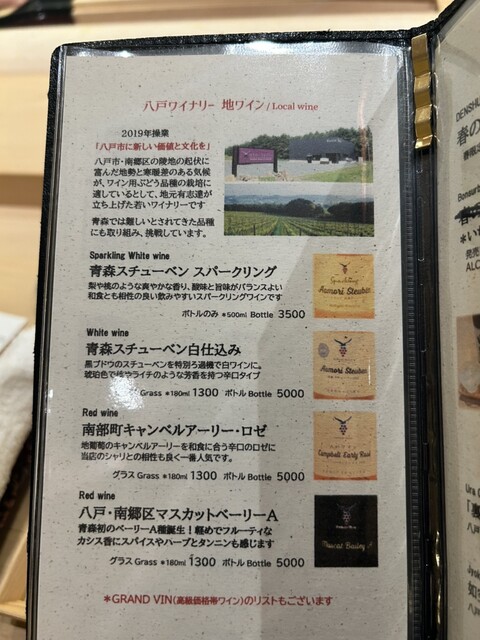 八戸ワイナリー 地ワイン/Local wine
2019年操業
「八戸市に新しい価値と文化を」
八戸市・南郷区の陵地の起伏に
富んだ地勢と寒暖差のある気候
が、ワイン用ぶどう品種の栽培に
適しているとして、地元有志達が
立ち上げた若いワイナリーです
青森では難しいとされてきた品種
にも取り組み、挑戦しています。
Sparkling White wine
青森スチューベン スパークリング
梨や桃のような爽やかな香り、酸味と旨味がバランスよい
和食とも相性の良い飲みやすいスパークリングワインです
ボトルのみ *500ml Bottle 3500
Sparkling
Aomori Steuben
White wine
青森スチューベン白仕込み
黒ブドウのスチューベンを特別ろ過機で白ワインに。
琥珀色で桃やライチのような芳香を持つ辛口タイプ
Grass *180ml 1300 ボトル Bottle 5000
Aomori Steuben
Red wine
南部町キャンベルアーリー・ロゼ
地葡萄のキャンベルアーリーを和食に合う辛口のロゼに
当店のシャリとの相性も良く一番人気です。
グラス Grass *180ml 1300 ボトル Bottle 5000
Campbell Early Rosé
Red wine
八戸・南郷区マスカットベーリーA
青森初のベーリーA種誕生！軽めでフルーティな
カシス香にスパイスやハーブとタンニンも感じます
グラス Grass *180ml 1300 ボトル Bottle 5000
Muscat Bailey A
*GRAND VIN(高級価格帯ワイン)のリストもございます
DENSHU
春の